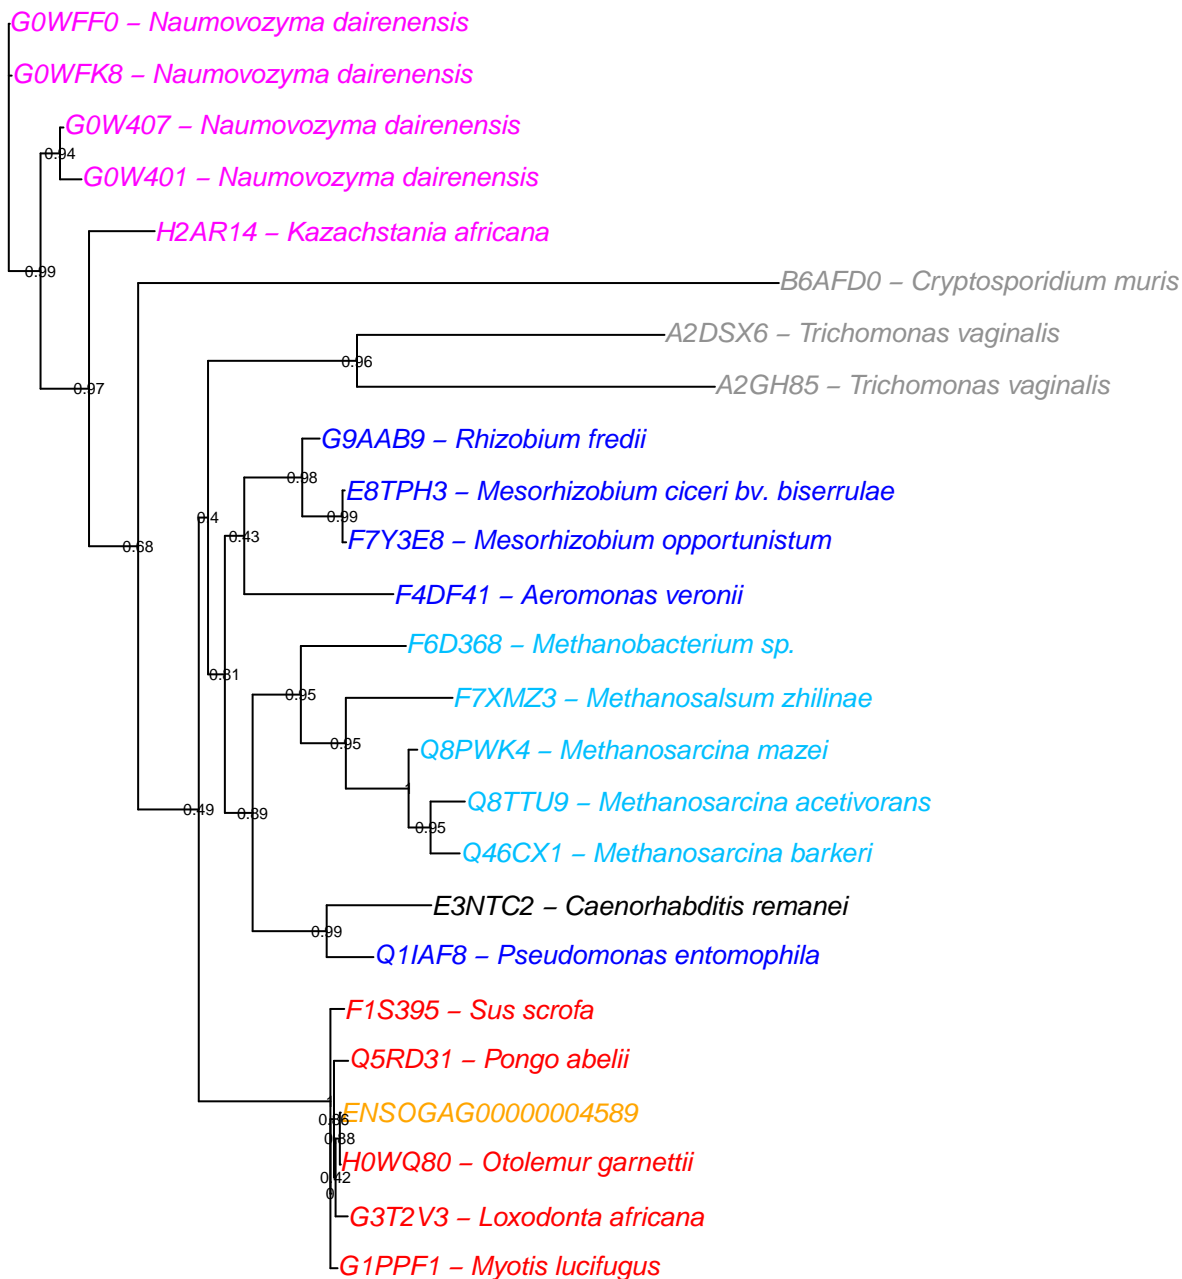 G0WFF0 – Naumovozyma dairenensis
G0WFK8 – Naumovozyma dairenensis
G0W407 – Naumovozyma dairenensis
0.94
G0W401 – Naumovozyma dairenensis
H2AR14 – Kazachstania africana
0.99
B6AFD0 – Cryptosporidium muris
A2DSX6 – Trichomonas vaginalis
0.96
0.97
A2GH85 – Trichomonas vaginalis
G9AAB9 – Rhizobium fredii
0.98
E8TPH3 – Mesorhizobium ciceri bv. biserrulae
0.4
0.99
0.43
F7Y3E8 – Mesorhizobium opportunistum
0.68
F4DF41 – Aeromonas veronii
F6D368 – Methanobacterium sp.
0.81
0.95
F7XMZ3 – Methanosalsum zhilinae
0.95
Q8PWK4 – Methanosarcina mazei
1
Q8TTU9 – Methanosarcina acetivorans
0.49
0.89
0.95
Q46CX1 – Methanosarcina barkeri
E3NTC2 – Caenorhabditis remanei
0.99
Q1IAF8 – Pseudomonas entomophila
F1S395 – Sus scrofa
Q5RD31 – Pongo abelii
1
ENSOGAG00000004589
0.86
0.88
H0WQ80 – Otolemur garnettii
0.42
0
G3T2V3 – Loxodonta africana
G1PPF1 – Myotis lucifugus